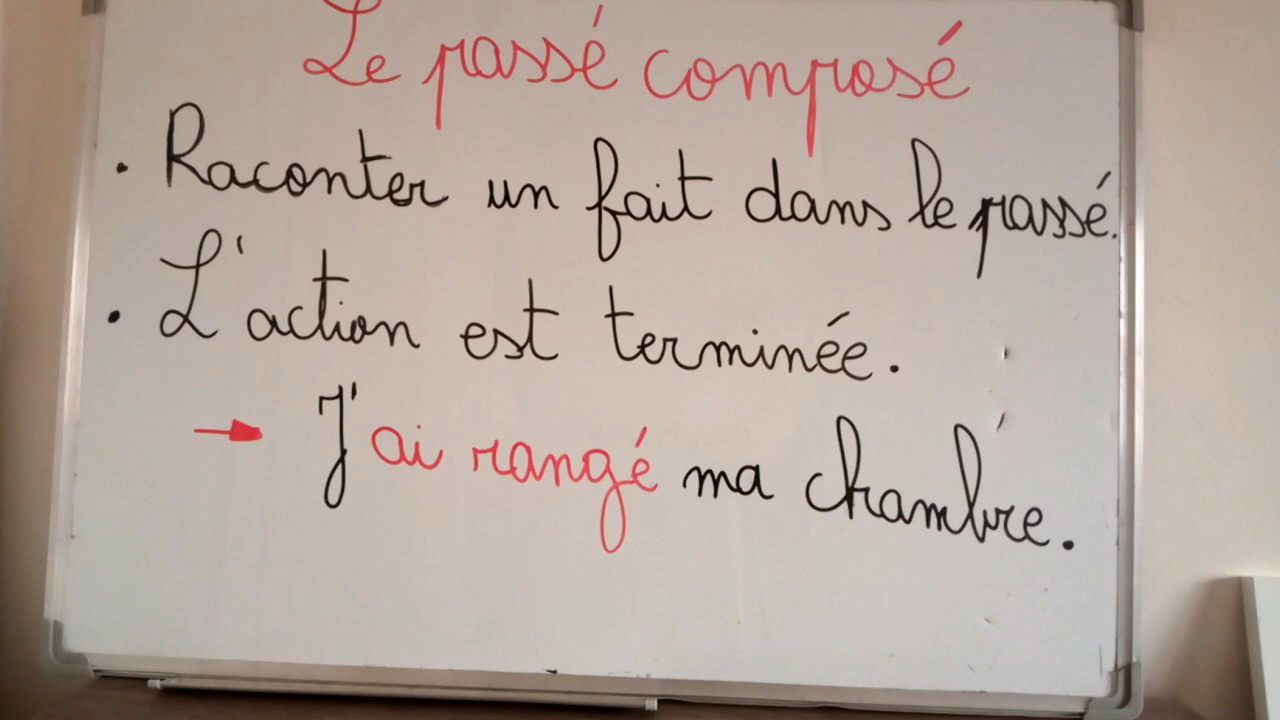 Le passé composé
. Raconter un fait dans le passé.
. L'action est terminée.
→ J'ai rangé ma chambre.